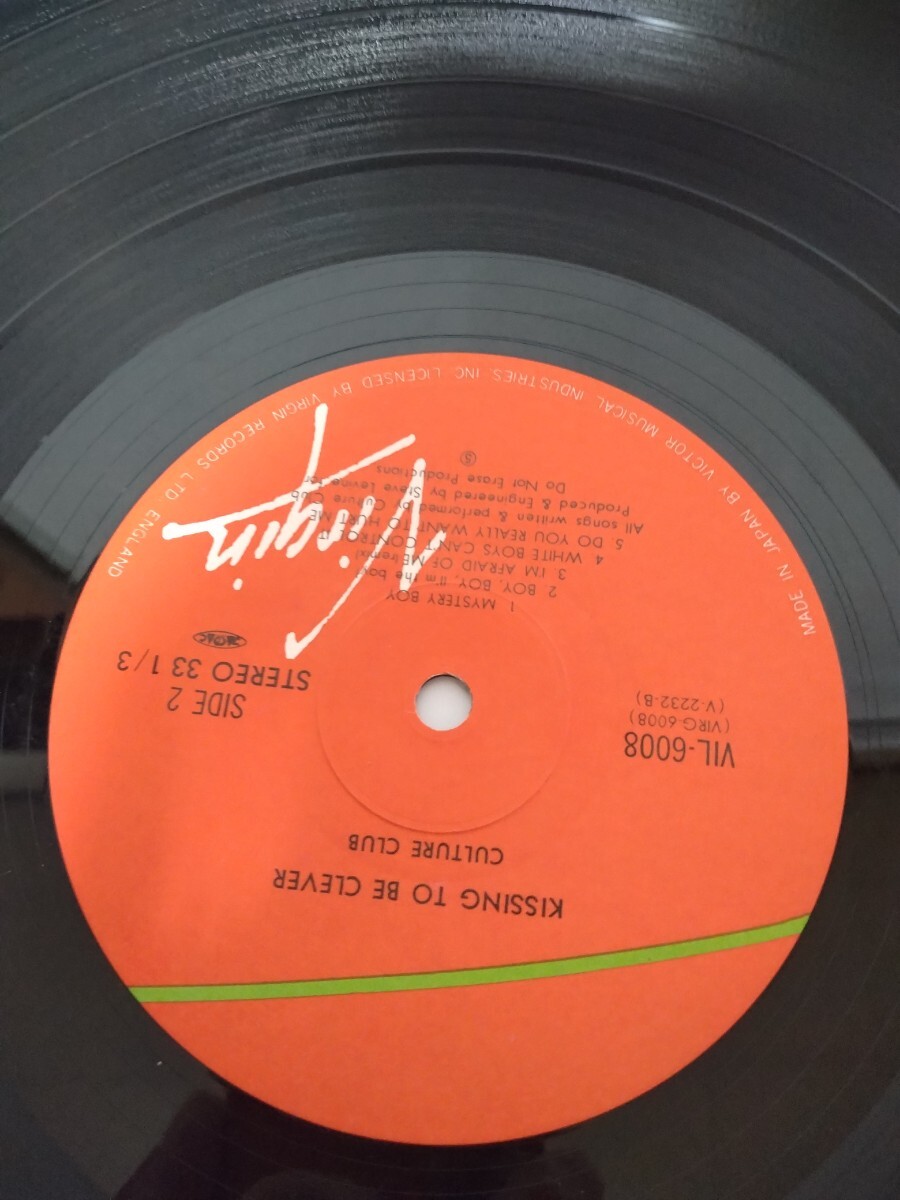 KISSING TO BE CLEVER
CULTURE CLUB
VIL-6008
(VIRG-6008)
(V-2232-B)
SIDE 2
STEREO 33 1/3
1. MYSTERY BOY
2. BOY, BOY, (I'm the boy)
3. I'M AFRAID OF ME(remix)
4. WHITE BOYS CAN'T CONTROL IT
5. DO YOU REALLY WANT TO HURT ME
All songs written & performed by Culture Club
Produced & Engineered by Steve Levine for
Do Not Erase Productions
Ⓢ
Virgin
MADE IN JAPAN BY VICTOR MUSICAL INDUSTRIES, INC. LICENSED BY VIRGIN RECORDS LTD. ENGLAND